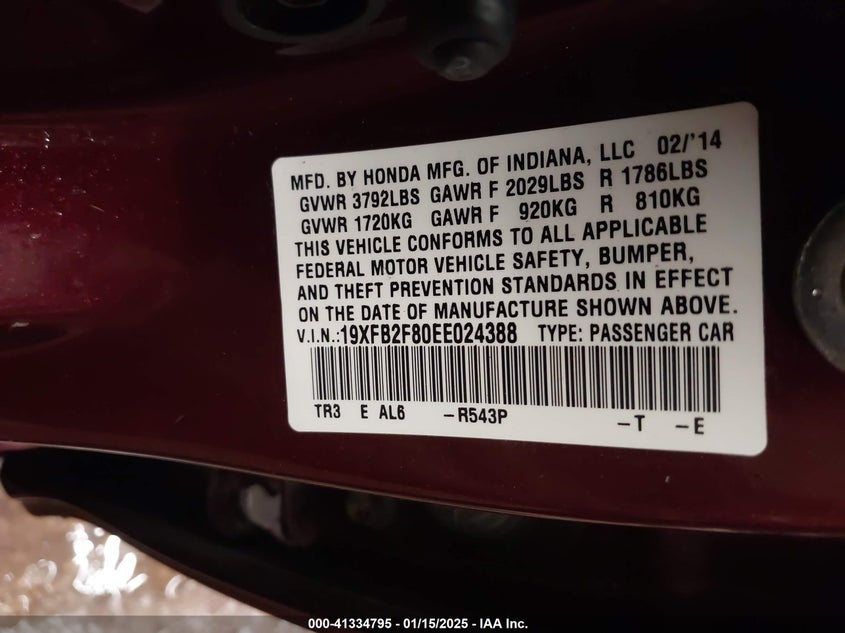 MFD. BY HONDA MFG. OF INDIANA, LLC 02/'14
GVWR 3792LBS GAWR F 2029LBS R 1786LBS
GVWR 1720KG GAWR F 920KG R 810KG
THIS VEHICLE CONFORMS TO ALL APPLICABLE
FEDERAL MOTOR VEHICLE SAFETY, BUMPER,
AND THEFT PREVENTION STANDARDS IN EFFECT
ON THE DATE OF MANUFACTURE SHOWN ABOVE.
V.I.N.:19XFB2F80EE024388 TYPE: PASSENGER CAR
TR3 E AL6 -R543P -T -E
000-41334795 - 01/15/2025 - IAA Inc.